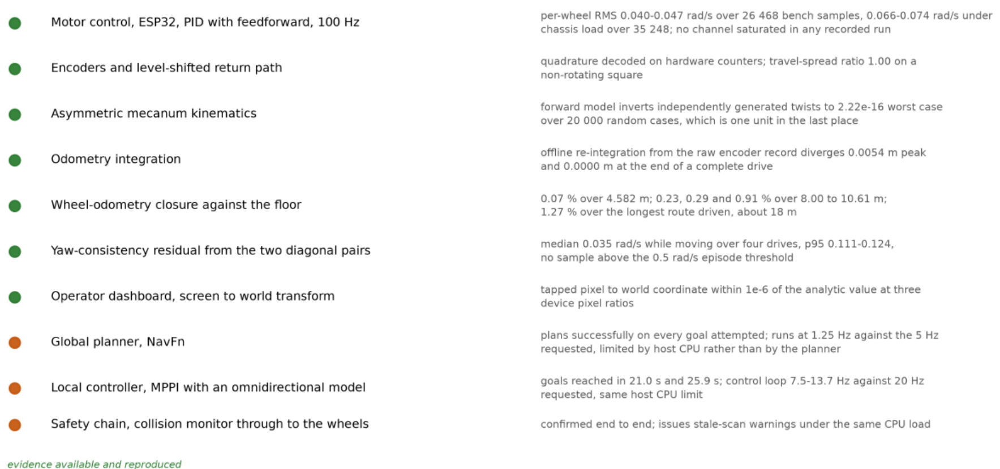 Motor control, ESP32, PID with feedforward, 100 Hz
per-wheel RMS 0.040-0.047 rad/s over 26 468 bench samples, 0.066-0.074 rad/s under
chassis load over 35 248; no channel saturated in any recorded run
Encoders and level-shifted return path
quadrature decoded on hardware counters; travel-spread ratio 1.00 on a
non-rotating square
Asymmetric mecanum kinematics
forward model inverts independently generated twists to 2.22e-16 worst case
over 20 000 random cases, which is one unit in the last place
Odometry integration
offline re-integration from the raw encoder record diverges 0.0054 m peak
and 0.0000 m at the end of a complete drive
Wheel-odometry closure against the floor
0.07 % over 4.582 m; 0.23, 0.29 and 0.91 % over 8.00 to 10.61 m;
1.27 % over the longest route driven, about 18 m
Yaw-consistency residual from the two diagonal pairs
median 0.035 rad/s while moving over four drives, p95 0.111-0.124,
no sample above the 0.5 rad/s episode threshold
Operator dashboard, screen to world transform
tapped pixel to world coordinate within 1e-6 of the analytic value at three
device pixel ratios
Global planner, NavFn
plans successfully on every goal attempted; runs at 1.25 Hz against the 5 Hz
requested, limited by host CPU rather than by the planner
Local controller, MPPI with an omnidirectional model
goals reached in 21.0 s and 25.9 s; control loop 7.5-13.7 Hz against 20 Hz
requested, same host CPU limit
Safety chain, collision monitor through to the wheels
confirmed end to end; issues stale-scan warnings under the same CPU load
evidence available and reproduced